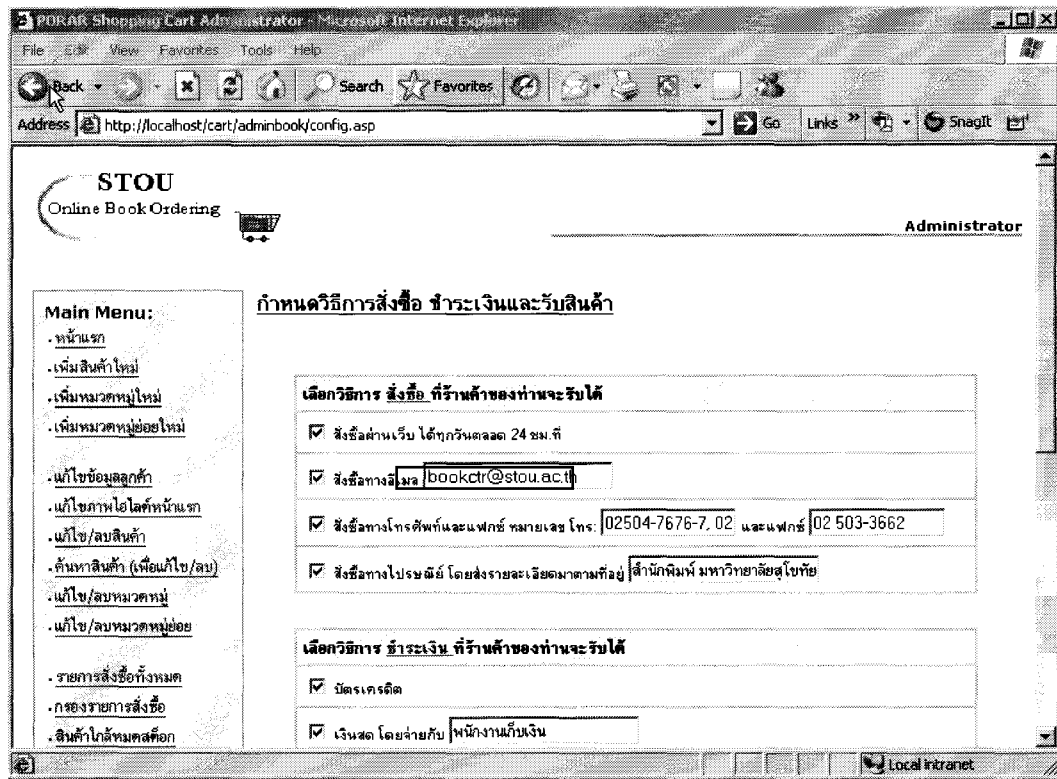 PORAR Shopping Cart Administrator - Microsoft Internet Explorer
File Edit View Favorites Tools Help
Back Search Favorites
Address http://localhost/cart/adminbook/config.asp Go Links » SnagIt
STOU
Online Book Ordering
Administrator
กำหนดวิธีการสั่งซื้อ ชำระเงินและรับสินค้า
Main Menu:
หน้าแรก
เพิ่มสินค้าใหม่
เพิ่มหมวดหมู่ใหม่
เพิ่มหมวดหมู่ย่อยใหม่
แก้ไขข้อมูลลูกค้า
แก้ไขภาพไฮไลต์หน้าแรก
แก้ไข/ลบสินค้า
ค้นหาสินค้า (เพื่อแก้ไข/ลบ)
แก้ไข/ลบหมวดหมู่
แก้ไข/ลบหมวดหมู่ย่อย
รายการสั่งซื้อทั้งหมด
กรองรายการสั่งซื้อ
สินค้าใกล้หมดสต็อก
เลือกวิธีการ สั่งซื้อ ที่ร้านค้าของท่านจะรับได้
สั่งซื้อผ่านเว็บ ได้ทุกวันตลอด 24 ชม.ที่
สั่งซื้อทางอีเมล bookctr@stou.ac.th
สั่งซื้อทางโทรศัพท์และแฟกซ์ หมายเลข โทร: 02504-7676-7, 02 และแฟกซ์ 02 503-3662
สั่งซื้อทางไปรษณีย์ โดยส่งรายละเอียดมาตามที่อยู่ สำนักพิมพ์ มหาวิทยาลัยสุโขทัย
เลือกวิธีการ ชำระเงิน ที่ร้านค้าของท่านจะรับได้
บัตรเครดิต
เงินสด โดยจ่ายกับ พนักงานเก็บเงิน
Local intranet